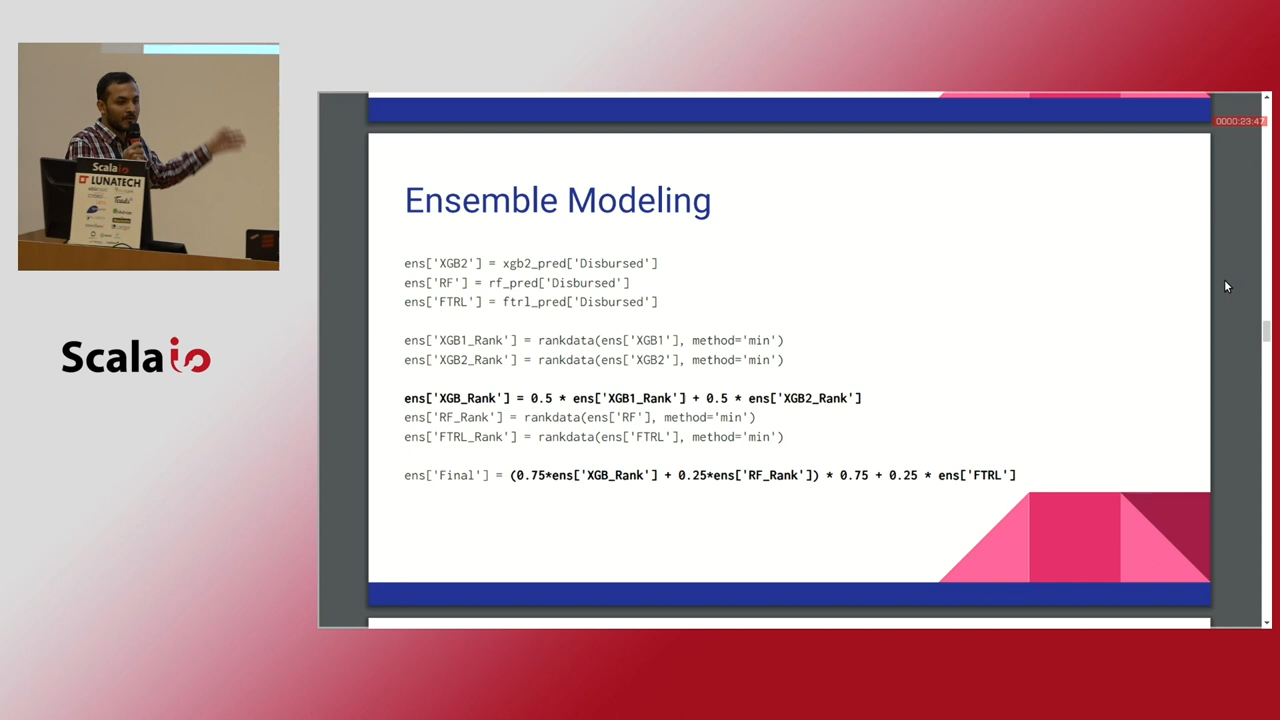 Scalaio
LUNATECH
Scalaio
0000:23:47
Ensemble Modeling
ens['XGB2'] = xgb2_pred['Disbursed']
ens['RF'] = rf_pred['Disbursed']
ens['FTRL'] = ftrl_pred['Disbursed']
ens['XGB1_Rank'] = rankdata(ens['XGB1'], method='min')
ens['XGB2_Rank'] = rankdata(ens['XGB2'], method='min')
ens['XGB_Rank'] = 0.5 * ens['XGB1_Rank'] + 0.5 * ens['XGB2_Rank']
ens['RF_Rank'] = rankdata(ens['RF'], method='min')
ens['FTRL_Rank'] = rankdata(ens['FTRL'], method='min')
ens['Final'] = (0.75*ens['XGB_Rank'] + 0.25*ens['RF_Rank']) * 0.75 + 0.25 * ens['FTRL']